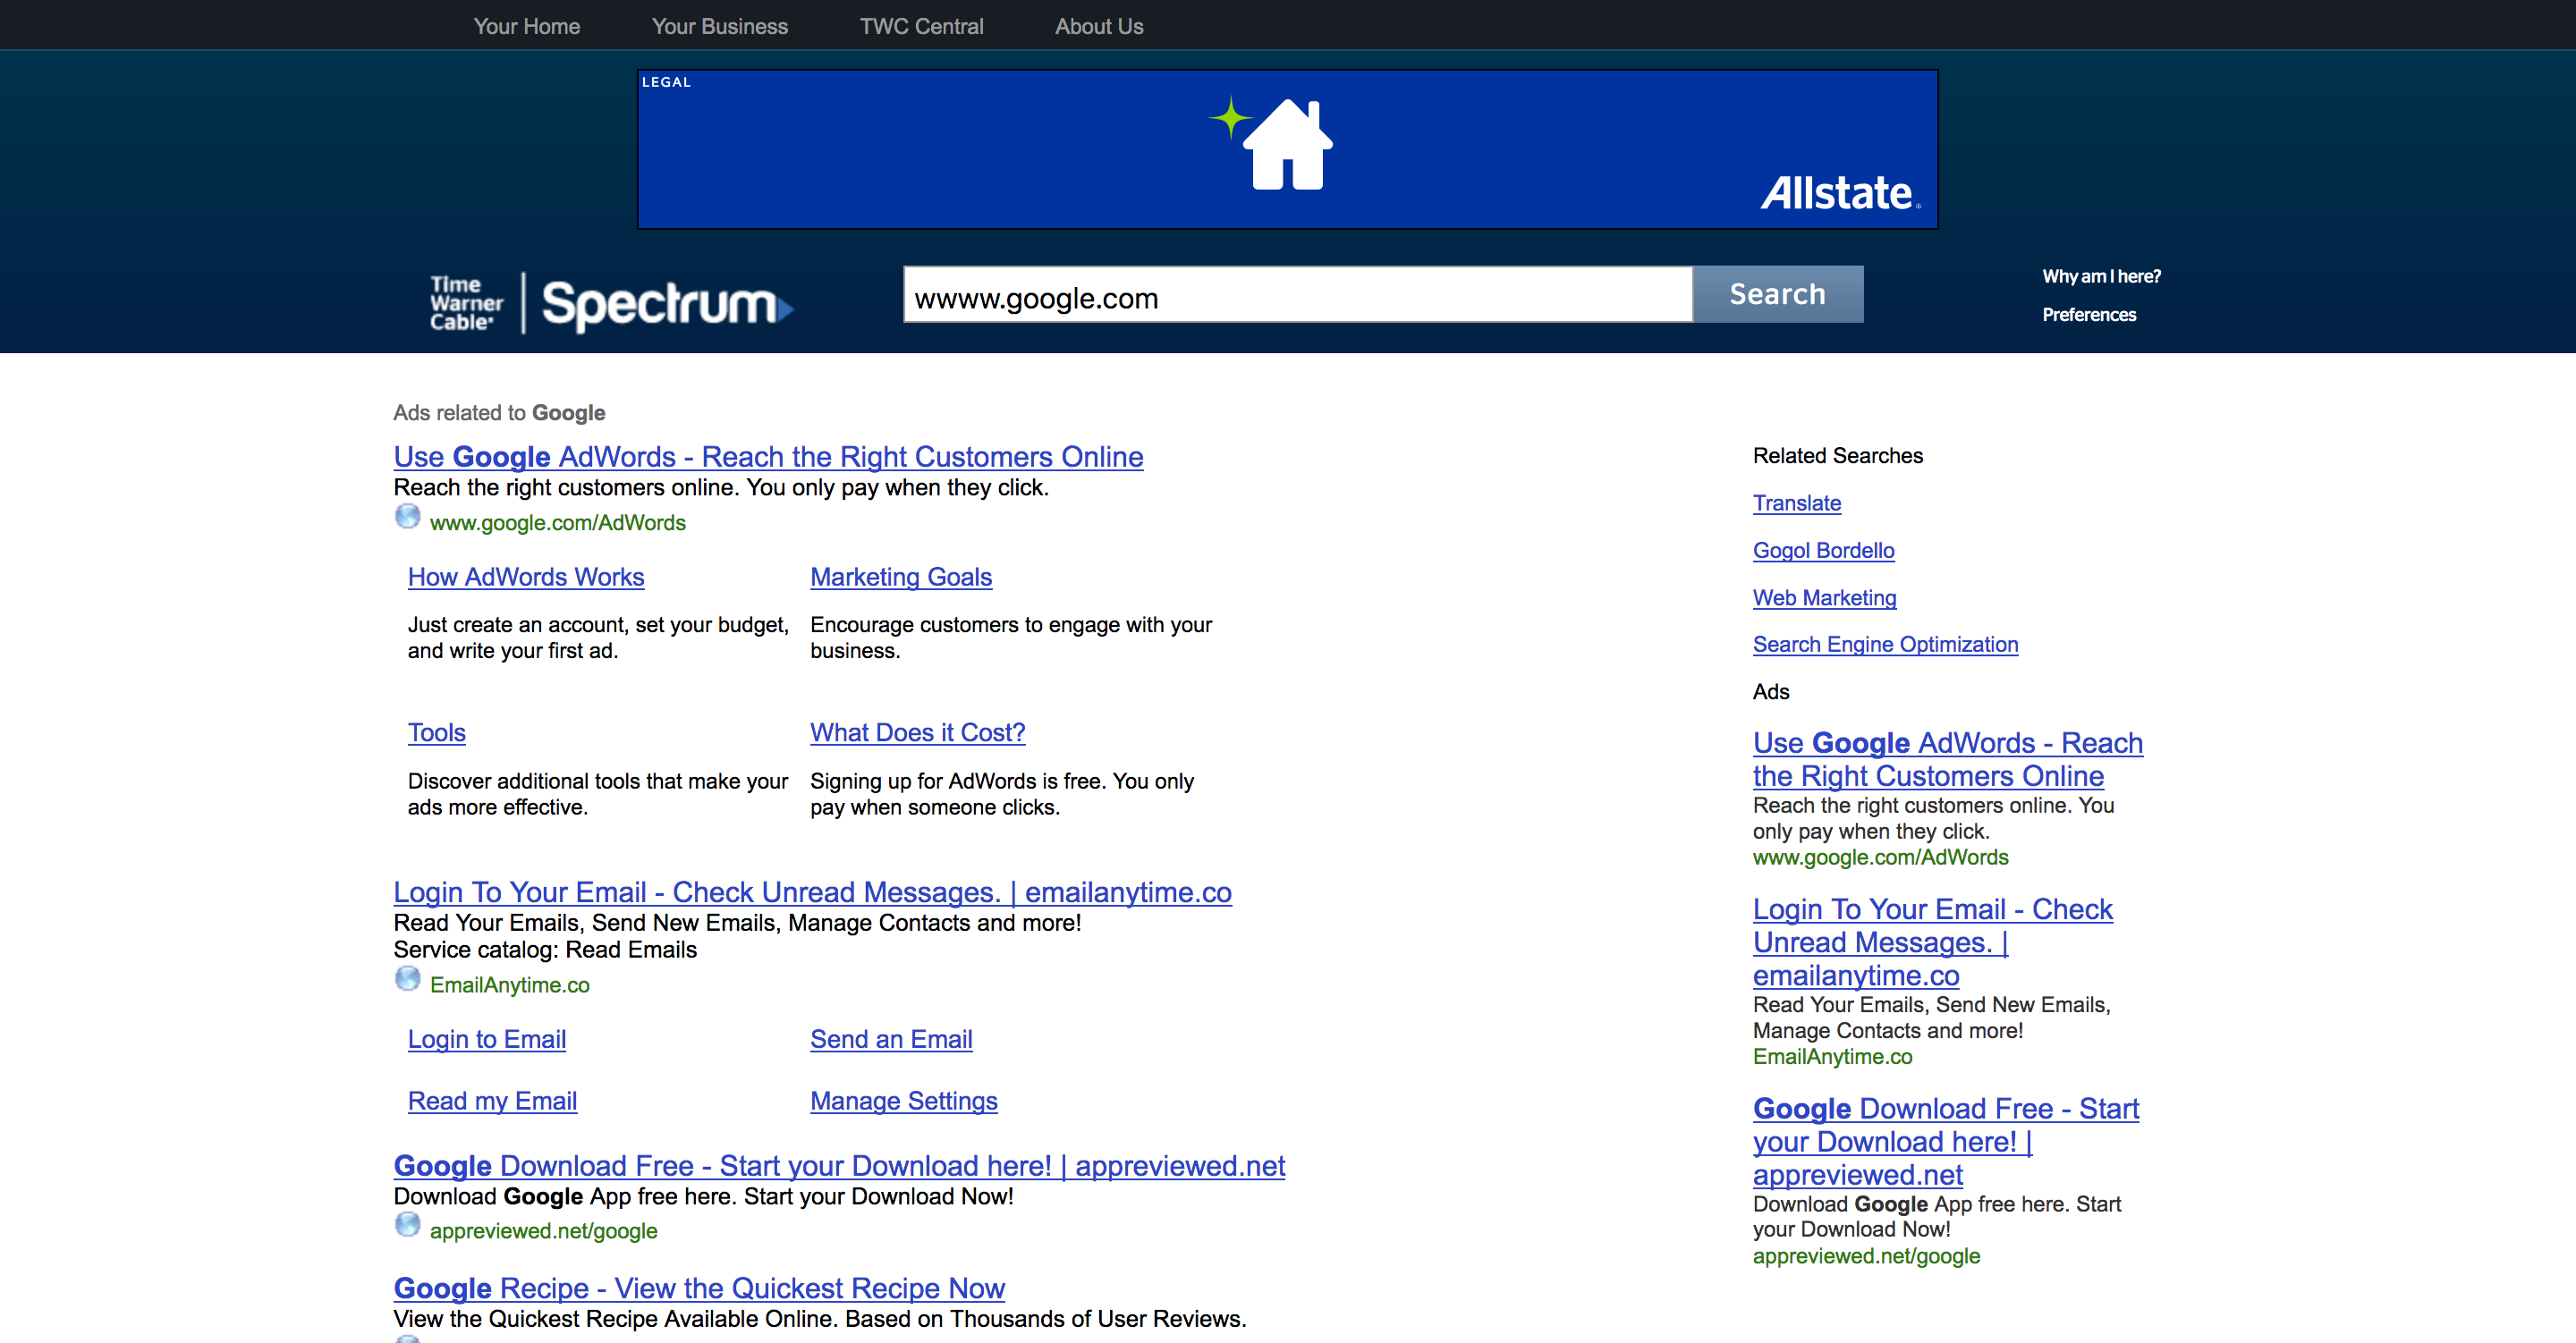 Your Home Your Business TWC Central About Us
LEGAL
Allstate
Time
Warner
Cable
Spectrum
wwww.google.com
Search
Why am I here?
Preferences
Ads related to Google
Use Google AdWords - Reach the Right Customers Online
Reach the right customers online. You only pay when they click.
www.google.com/AdWords
How AdWords Works
Just create an account, set your budget,
and write your first ad.
Marketing Goals
Encourage customers to engage with your
business.
Tools
Discover additional tools that make your
ads more effective.
What Does it Cost?
Signing up for AdWords is free. You only
pay when someone clicks.
Login To Your Email - Check Unread Messages. | emailanytime.co
Read Your Emails, Send New Emails, Manage Contacts and more!
Service catalog: Read Emails
EmailAnytime.co
Login to Email
Send an Email
Read my Email
Manage Settings
Google Download Free - Start your Download here! | appreviewed.net
Download Google App free here. Start your Download Now!
appreviewed.net/google
Google Recipe - View the Quickest Recipe Now
View the Quickest Recipe Available Online. Based on Thousands of User Reviews.
Related Searches
Translate
Gogol Bordello
Web Marketing
Search Engine Optimization
Ads
Use Google AdWords - Reach
the Right Customers Online
Reach the right customers online. You
only pay when they click.
www.google.com/AdWords
Login To Your Email - Check
Unread Messages. |
emailanytime.co
Read Your Emails, Send New Emails,
Manage Contacts and more!
EmailAnytime.co
Google Download Free - Start
your Download here! |
appreviewed.net
Download Google App free here. Start
your Download Now!
appreviewed.net/google